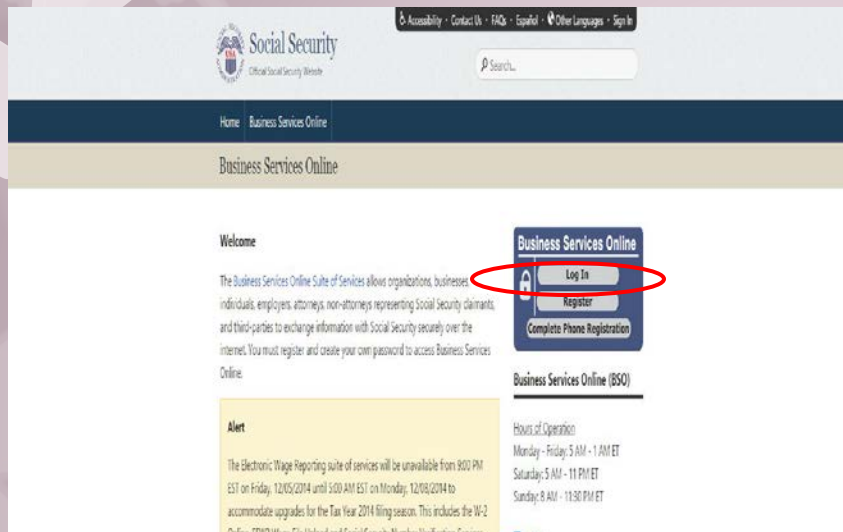 Accessibility · Contact Us · FAQs · Español · Other Languages · Sign In
Social Security
Official Social Security Website
Search...
Home Business Services Online
Business Services Online
Welcome
The Business Services Online Suite of Services allows organizations, businesses,
individuals, employers, attorneys, non-attorneys representing Social Security claimants,
and third-parties to exchange information with Social Security securely over the
internet. You must register and create your own password to access Business Services
Online.
Alert
The Electronic Wage Reporting suite of services will be unavailable from 9:00 PM
EST on Friday, 12/05/2014 until 5:00 AM EST on Monday, 12/08/2014 to
accommodate upgrades for the Tax Year 2014 filing season. This includes the W-2
Business Services Online
Log In
Register
Complete Phone Registration
Business Services Online (BSO)
Hours of Operation
Monday - Friday: 5 AM - 1 AM ET
Saturday: 5 AM - 11 PM ET
Sunday: 8 AM - 11:30 PM ET